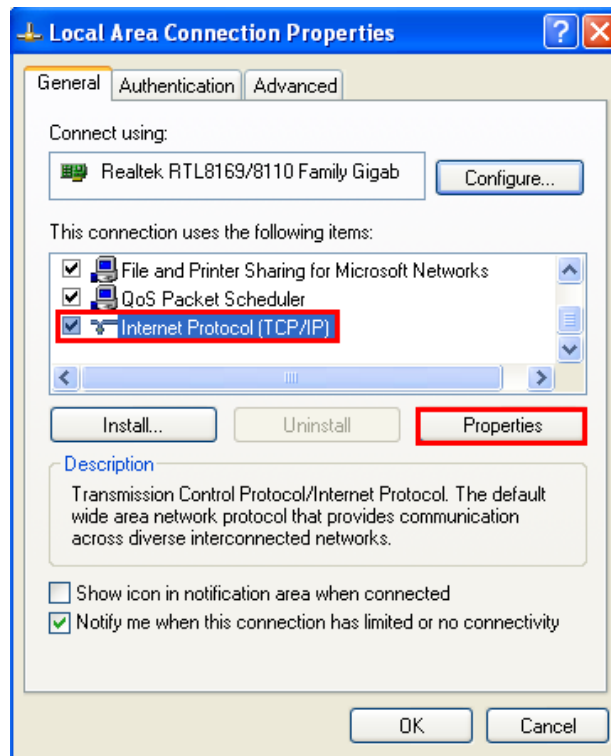 Local Area Connection Properties
General Authentication Advanced
Connect using:
Realtek RTL8169/8110 Family Gigab
Configure...
This connection uses the following items:
File and Printer Sharing for Microsoft Networks
QoS Packet Scheduler
Internet Protocol (TCP/IP)
Install... Uninstall Properties
Description
Transmission Control Protocol/Internet Protocol. The default
wide area network protocol that provides communication
across diverse interconnected networks.
Show icon in notification area when connected
Notify me when this connection has limited or no connectivity
OK Cancel